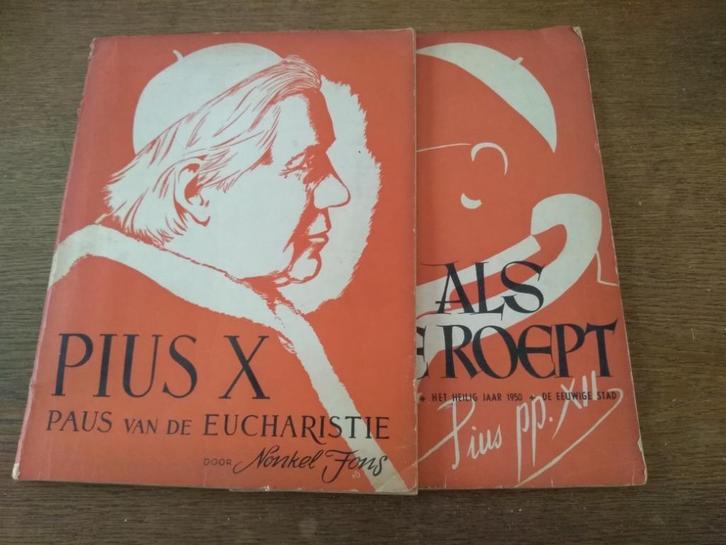 PIUS X
PAUS VAN DE EUCHARISTIE
DOOR Nonkel Fons
ALS
E ROEPT
+ HET HEILIG JAAR 1950 + DE EEUWIGE STAD
Pius pp. XII